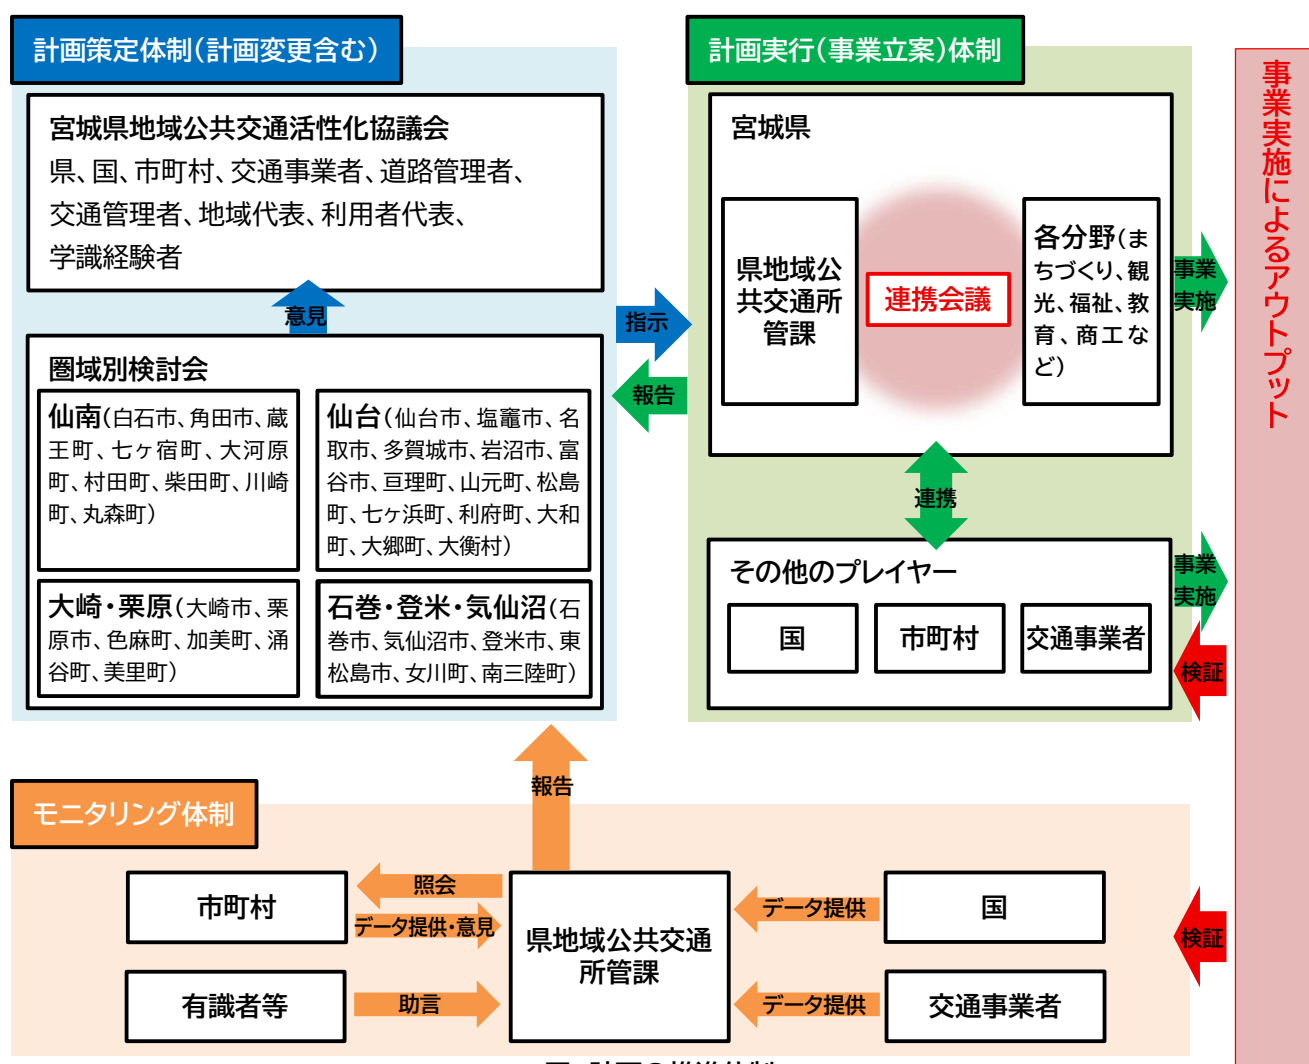 計画策定体制(計画変更含む)
宮城県地域公共交通活性化協議会
県、国、市町村、交通事業者、道路管理者、
交通管理者、地域代表、利用者代表、
学識経験者
意見
圏域別検討会
仙南(白石市、角田市、蔵
王町、七ヶ宿町、大河原
町、村田町、柴田町、川崎
町、丸森町)
仙台(仙台市、塩竈市、名
取市、多賀城市、岩沼市、富
谷市、亘理町、山元町、松島
町、七ヶ浜町、利府町、大和
町、大郷町、大衡村)
大崎・栗原(大崎市、栗
原市、色麻町、加美町、涌
谷町、美里町)
石巻・登米・気仙沼(石
巻市、気仙沼市、登米市、東
松島市、女川町、南三陸町)
指示
報告
計画実行(事業立案)体制
宮城県
県地域公
共交通所
管課
連携会議
各分野(ま
ちづくり、観
光、福祉、教
育、商工な
ど)
連携
その他のプレイヤー
国
市町村
交通事業者
事業
実施
事業
実施
検証
事業実施によるアウトプット
報告
モニタリング体制
市町村
照会
データ提供・意見
有識者等
助言
県地域公共交通
所管課
データ提供
国
データ提供
交通事業者
検証